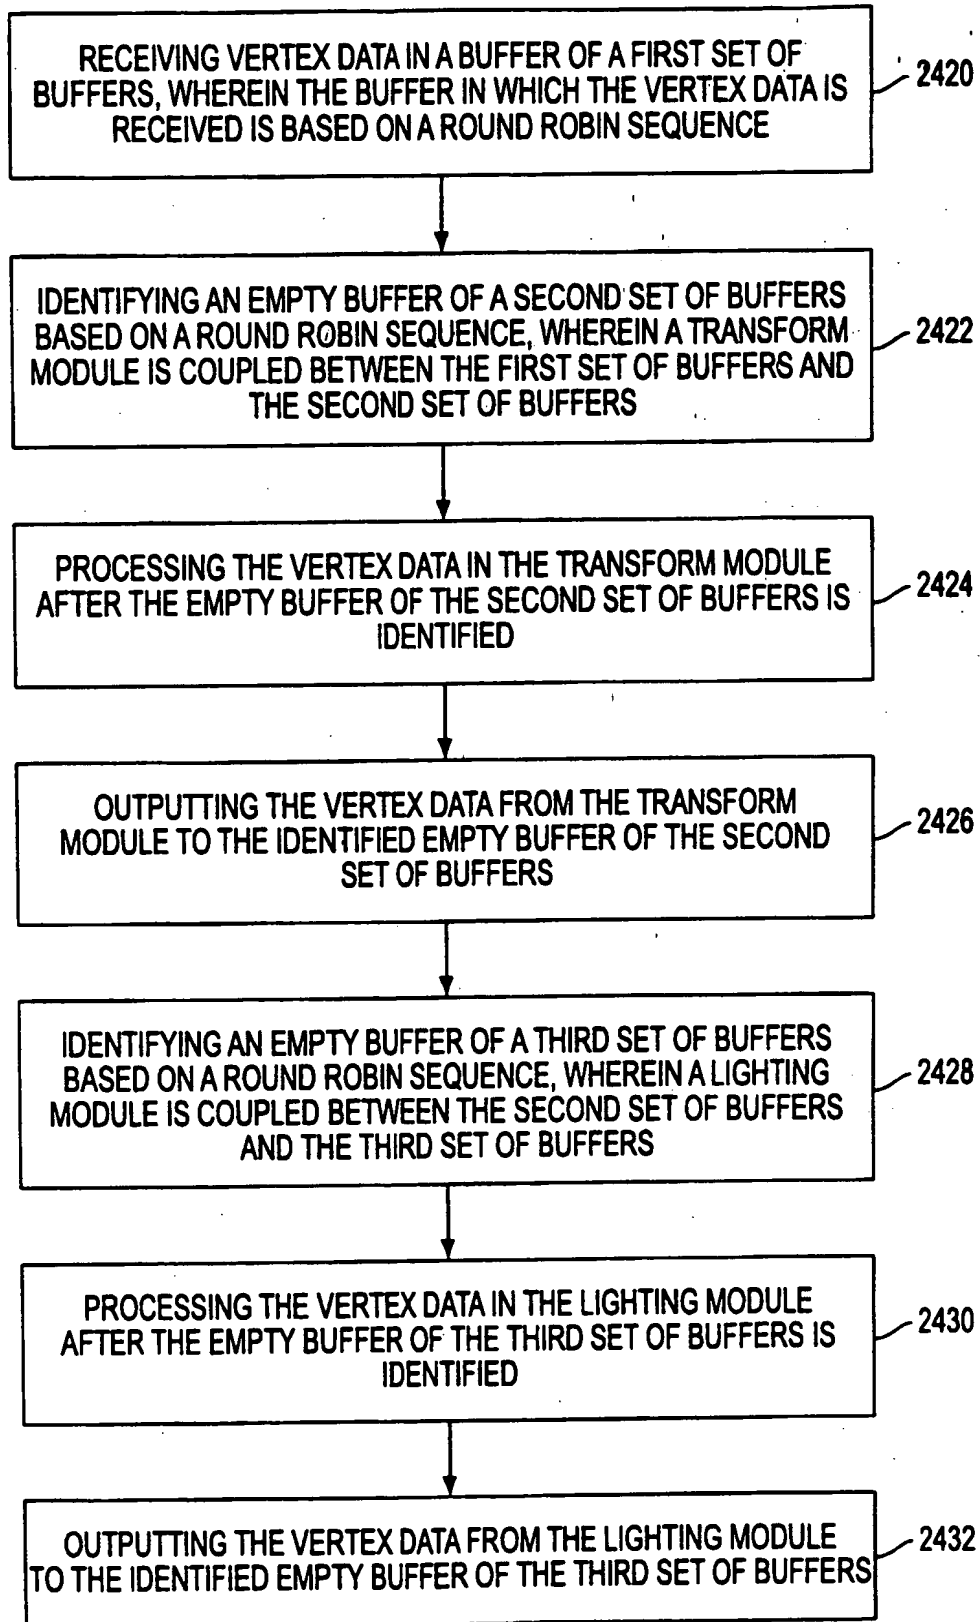 RECEIVING VERTEX DATA IN A BUFFER OF A FIRST SET OF
BUFFERS, WHEREIN THE BUFFER IN WHICH THE VERTEX DATA IS
RECEIVED IS BASED ON A ROUND ROBIN SEQUENCE
2420
IDENTIFYING AN EMPTY BUFFER OF A SECOND SET OF BUFFERS
BASED ON A ROUND ROBIN SEQUENCE, WHEREIN A TRANSFORM
MODULE IS COUPLED BETWEEN THE FIRST SET OF BUFFERS AND
THE SECOND SET OF BUFFERS
2422
PROCESSING THE VERTEX DATA IN THE TRANSFORM MODULE
AFTER THE EMPTY BUFFER OF THE SECOND SET OF BUFFERS IS
IDENTIFIED
2424
OUTPUTTING THE VERTEX DATA FROM THE TRANSFORM
MODULE TO THE IDENTIFIED EMPTY BUFFER OF THE SECOND
SET OF BUFFERS
2426
IDENTIFYING AN EMPTY BUFFER OF A THIRD SET OF BUFFERS
BASED ON A ROUND ROBIN SEQUENCE, WHEREIN A LIGHTING
MODULE IS COUPLED BETWEEN THE SECOND SET OF BUFFERS
AND THE THIRD SET OF BUFFERS
2428
PROCESSING THE VERTEX DATA IN THE LIGHTING MODULE
AFTER THE EMPTY BUFFER OF THE THIRD SET OF BUFFERS IS
IDENTIFIED
2430
OUTPUTTING THE VERTEX DATA FROM THE LIGHTING MODULE
TO THE IDENTIFIED EMPTY BUFFER OF THE THIRD SET OF BUFFERS
2432